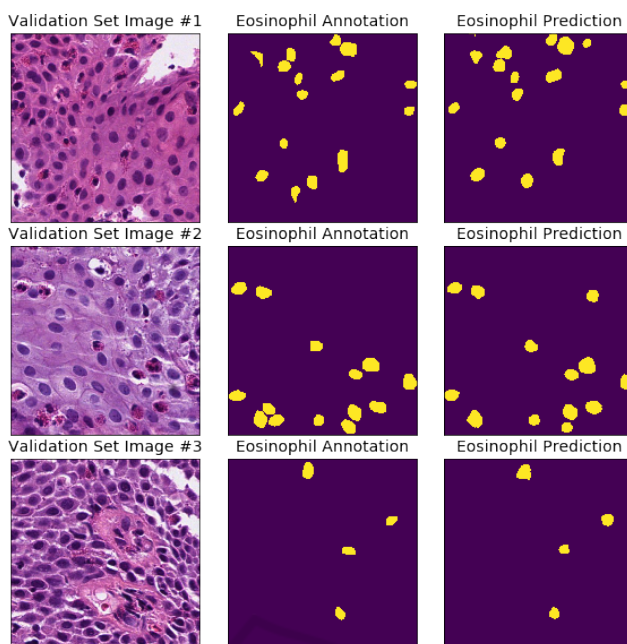 Validation Set Image #1 Eosinophil Annotation Eosinophil Prediction
Validation Set Image #2 Eosinophil Annotation Eosinophil Prediction
Validation Set Image #3 Eosinophil Annotation Eosinophil Prediction